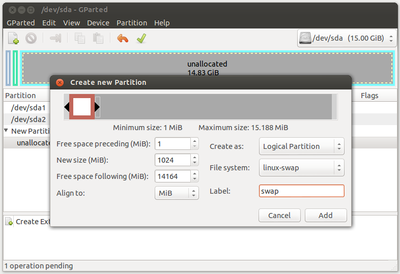 /dev/sda - GParted
GParted Edit View Device Partition Help
/dev/sda (15.00 GiB)
unallocated
14.83 GiB
Partition
Flags
/dev/sda1
/dev/sda2
New Partiti
unallocat
Create new Partition
Minimum size: 1 MiB Maximum size: 15.188 MiB
Free space preceding (MiB): 1 Create as: Logical Partition
New size (MiB): 1024 File system: linux-swap
Free space following (MiB): 14164
Align to: MiB Label: swap
Cancel Add
Create Ext
1 operation pending